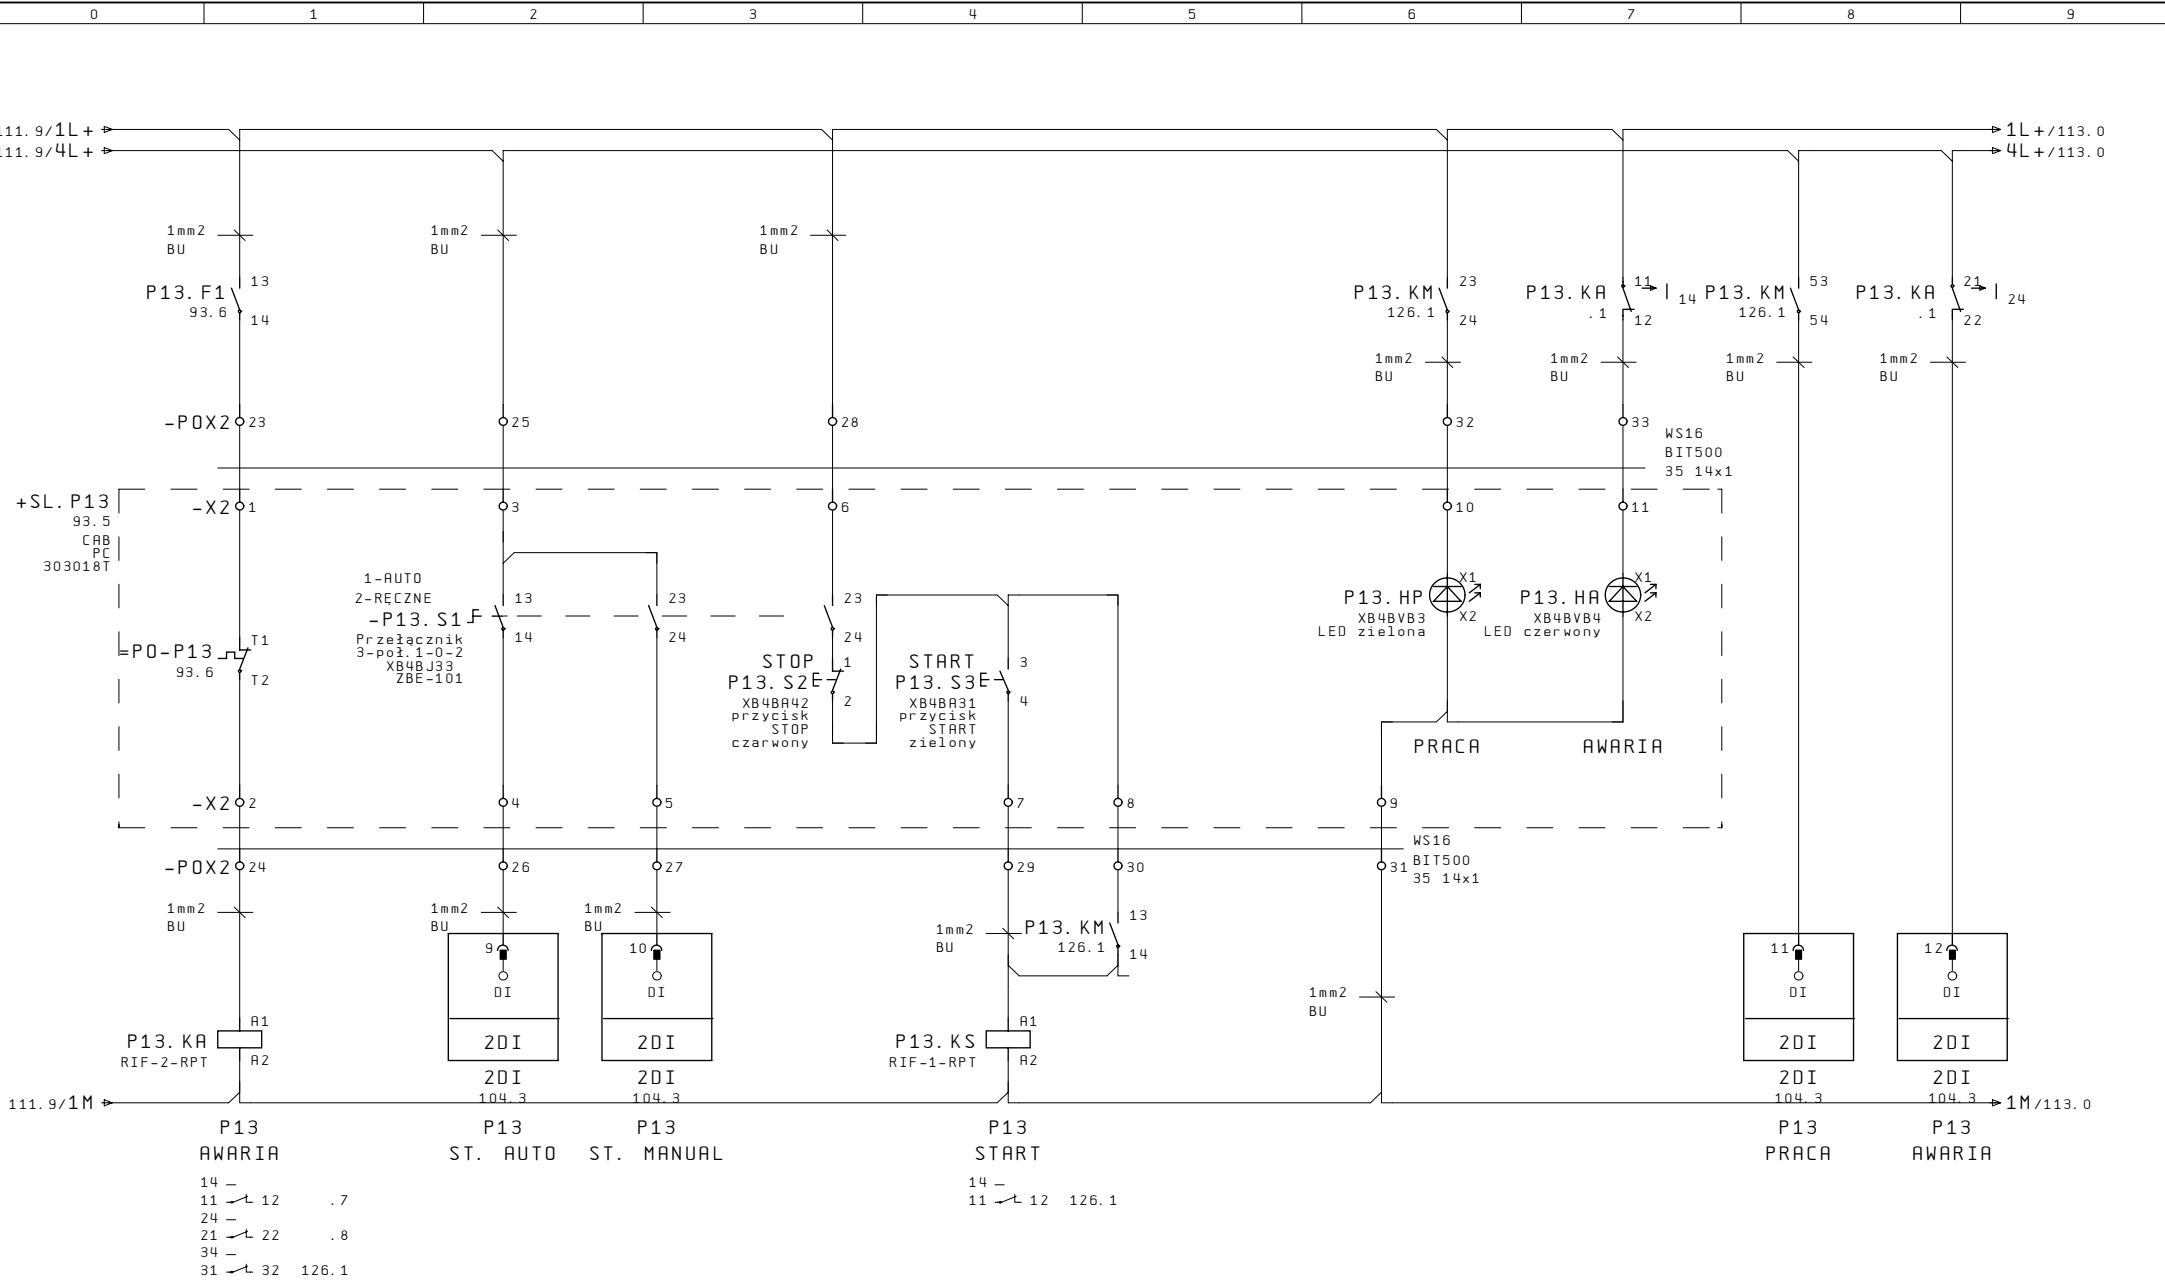 0 1 2 3 4 5 6 7 8 9
111.9/1L+ 1L+/113.0
111.9/4L+ 4L+/113.0
1mm2 1mm2 1mm2
BU BU BU
13 23 11 53 21
P13.F1 P13.KM P13.KA 14 P13.KM P13.KA 24
93.6 126.1 .1 126.1 .1
14 24 12 54 22
1mm2 1mm2 1mm2 1mm2
BU BU BU BU
-POX2 23 25 28 32 33
WS16
BIT500
35 14x1
+SL.P13 -X2 1 3 6 10 11
93.5
CAB
PC
303018T
1-AUTO
2-RĘCZNE
-P13.S1
Przełącznik
3-poł.1-0-2
XB4BJ33
ZBE-101
13 23 23
14 24 24
=PO-P13
93.6
T1
T2
STOP
P13.S2
XB4BA42
przycisk
STOP
czarwony
1
2
START
P13.S3
XB4BA31
przycisk
START
zielony
3
4
P13.HP
XB4BVB3
LED zielona
X1
X2
P13.HA
XB4BVB4
LED czerwony
X1
X2
PRACA AWARIA
-X2 2 4 5 7 8 9
WS16
BIT500
35 14x1
-POX2 24 26 27 29 30 31
1mm2 1mm2 1mm2
BU BU BU
1mm2
BU
P13.KM
126.1
13
14
1mm2
BU
9 10 11 12
DI DI DI DI
2DI 2DI 2DI 2DI
P13.KA
RIF-2-RPT
A1
A2
P13.KS
RIF-1-RPT
A1
A2
2DI 2DI 2DI 2DI
104.3 104.3 104.3 104.3
111.9/1M 1M/113.0
P13 P13 P13 P13 P13 P13
AWARIA ST. AUTO ST. MANUAL START PRACA AWARIA
14 14
11 12 .7 11 12 126.1
24
21 22 .8
34
31 32 126.1